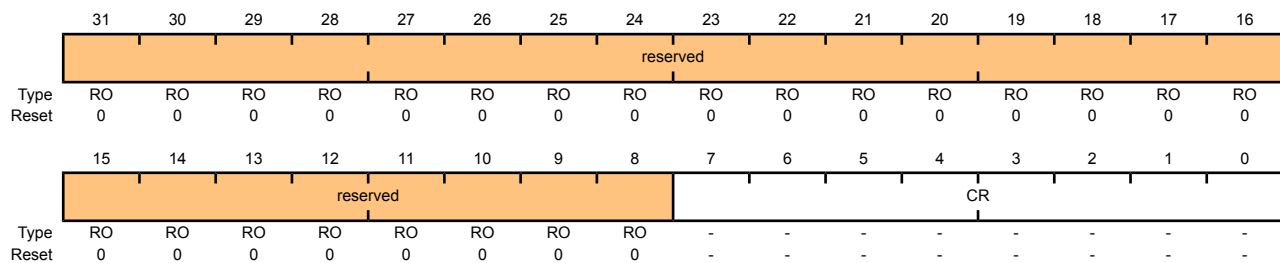 31 30 29 28 27 26 25 24 23 22 21 20 19 18 17 16
reserved
Type RO RO RO RO RO RO RO RO RO RO RO RO RO RO RO RO
Reset 0 0 0 0 0 0 0 0 0 0 0 0 0 0 0 0
15 14 13 12 11 10 9 8 7 6 5 4 3 2 1 0
reserved CR
Type RO RO RO RO RO RO RO RO - - - - - - - -
Reset 0 0 0 0 0 0 0 0 - - - - - - - -